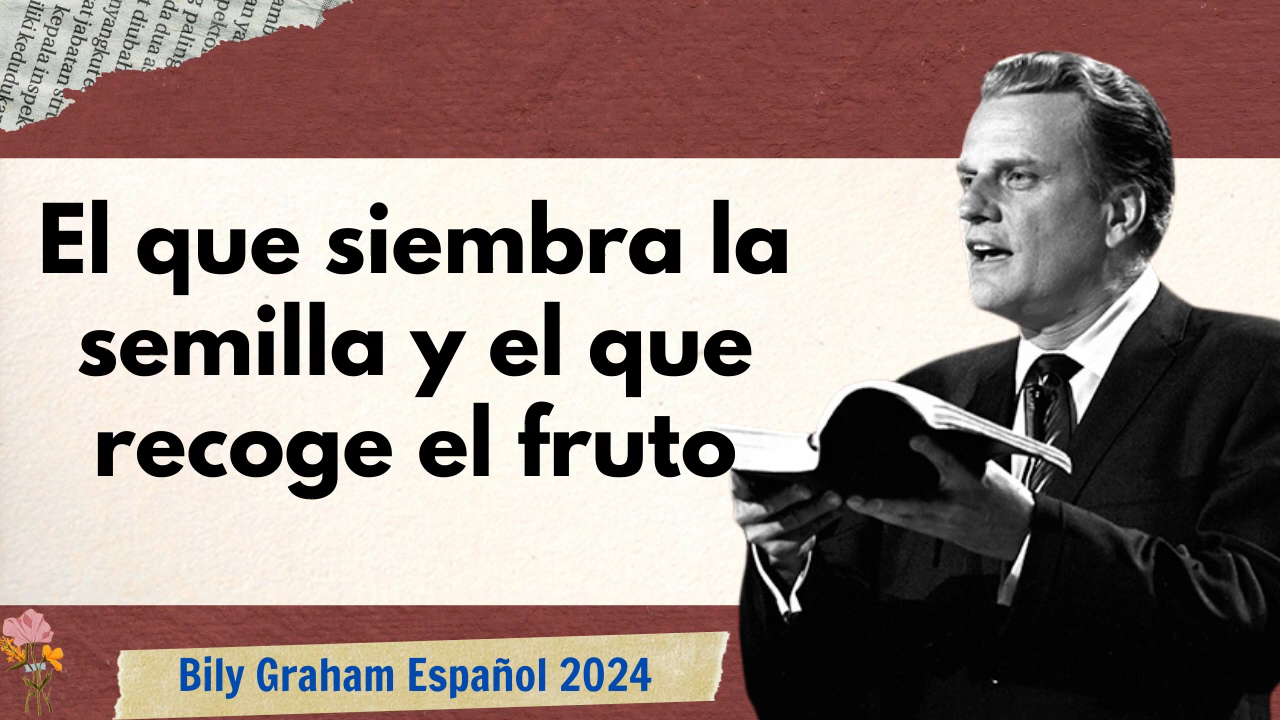 El que siembra la
semilla y el que
recoge el fruto
Bily Graham Español 2024